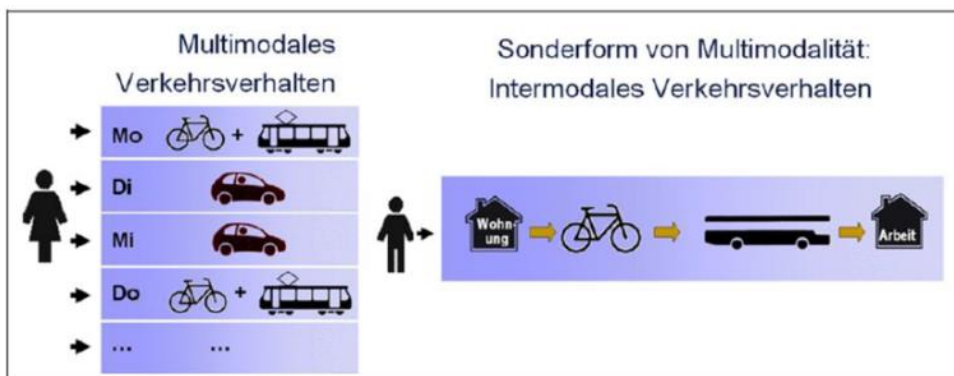 Multimodales
Verkehrsverhalten
Mo + 
Di
Mi
Do +
... ...
Sonderform von Multimodalität:
Intermodales Verkehrsverhalten
Wohn-
ung
Arbeit